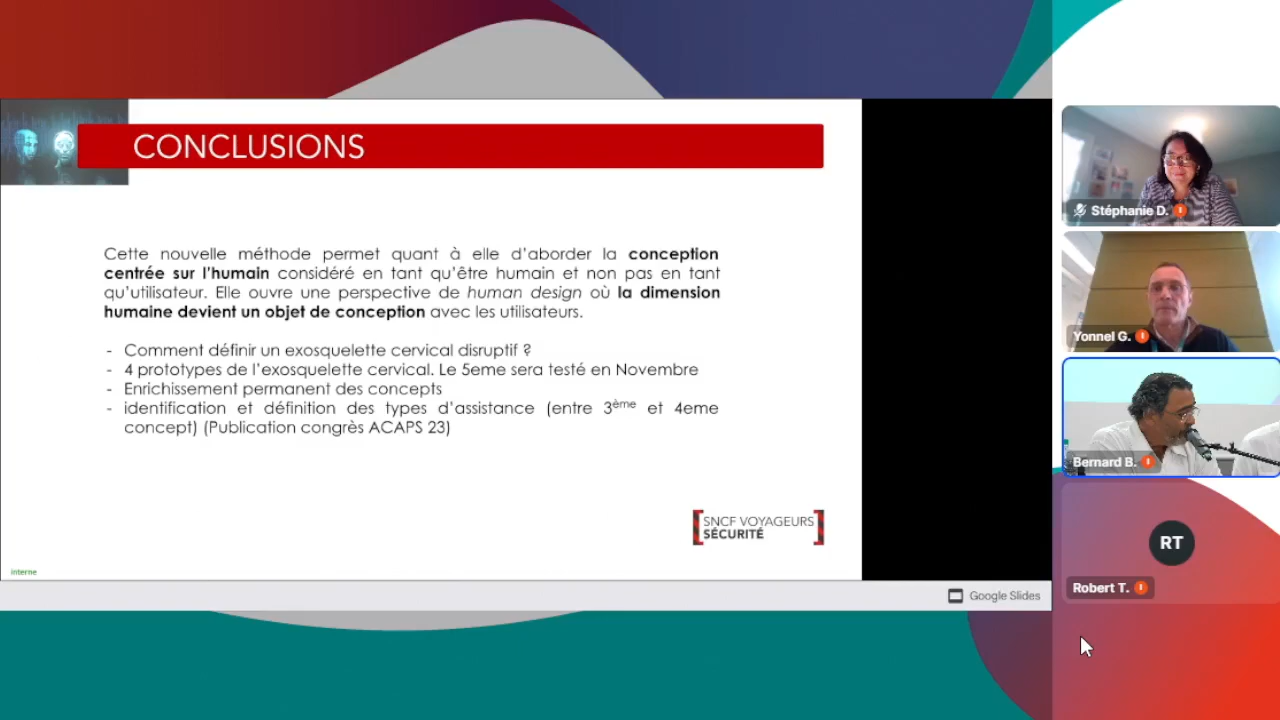 CONCLUSIONS
Cette nouvelle méthode permet quant à elle d'aborder la conception
centrée sur l'humain considéré en tant qu'être humain et non pas en tant
qu'utilisateur. Elle ouvre une perspective de human design où la dimension
humaine devient un objet de conception avec les utilisateurs.
- Comment définir un exosquelette cervical disruptif ?
- 4 prototypes de l'exosquelette cervical. Le 5eme sera testé en Novembre
- Enrichissement permanent des concepts
- identification et définition des types d'assistance (entre 3ème et 4eme
concept) (Publication congrès ACAPS 23)
SNCF VOYAGEURS
SÉCURITÉ
interne
Google Slides
Stéphanie D.
Yonnel G.
Bernard B.
RT
Robert T.